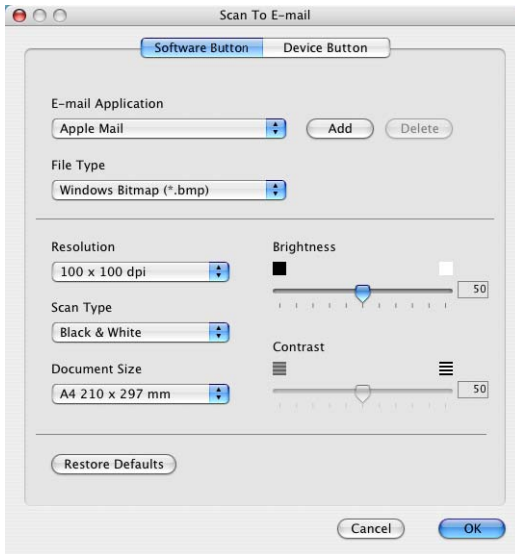 Scan To E-mail
Software Button Device Button
E-mail Application
Apple Mail Add Delete
File Type
Windows Bitmap (*.bmp)
Resolution Brightness
100 x 100 dpi
50
Scan Type
Black & White
Contrast
Document Size
A4 210 x 297 mm 50
Restore Defaults
Cancel OK